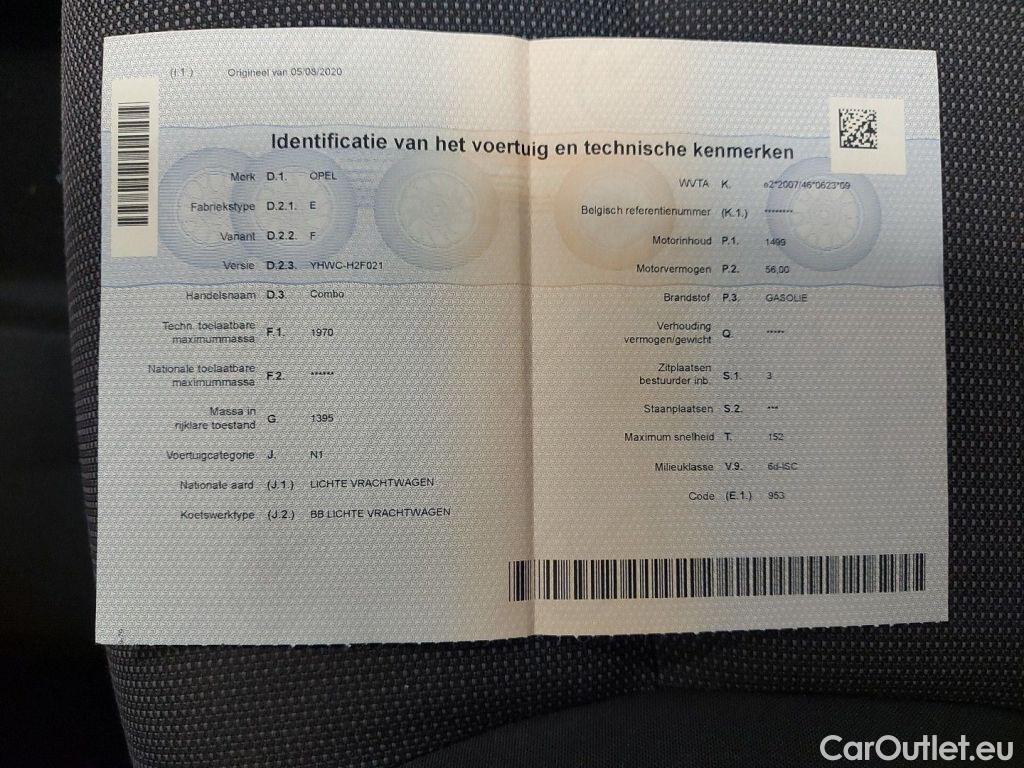 (I.1.) Origineel van 05/08/2020
Identificatie van het voertuig en technische kenmerken
Merk D.1. OPEL
Fabriekstype D.2.1. E
Variant D.2.2. F
Versie D.2.3. YHWC-H2F021
Handelsnaam D.3 Combo
Techn. toelaatbare
maximummassa F.1. 1970
Nationale toelaatbare
maximummassa F.2. ******
Massa in
rijklare toestand G. 1395
Voertuigcategorie J. N1
Nationale aard (J.1.) LICHTE VRACHTWAGEN
Koetswerktype (J.2.) BB LICHTE VRACHTWAGEN
WVTA K. e2*2007/46*0623*09
Belgisch referentienummer (K.1.) ********
Motorinhoud P.1. 1499
Motorvermogen P.2. 56,00
Brandstof P.3. GASOLIE
Verhouding
vermogen/gewicht Q. *****
Zitplaatsen
bestuurder inb. S.1. 3
Staanplaatsen S.2. ***
Maximum snelheid T. 152
Milieuklasse V.9. 6d-ISC
Code (E.1.) 953
CarOutlet.eu